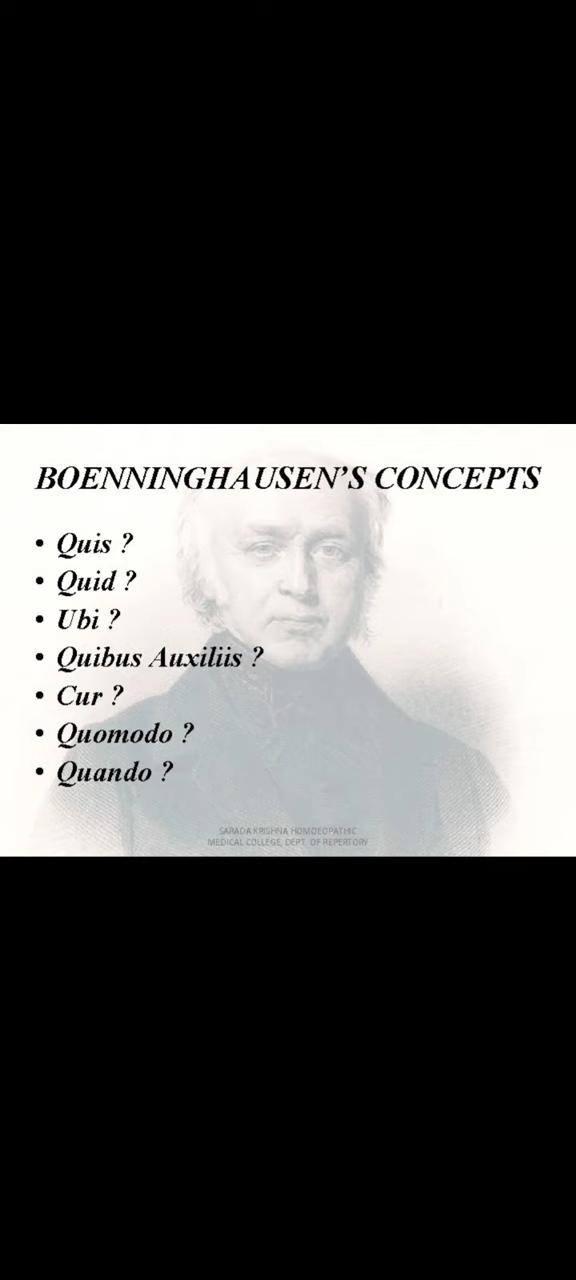 BOENNINGHAUSEN'S CONCEPTS
• Quis ?
• Quid ?
• Ubi ?
• Quibus Auxiliis ?
• Cur ?
• Quomodo ?
• Quando ?
SARADA KRISHNA HOMOEOPATHIC
MEDICAL COLLEGE, DEPT. OF REPERTORY